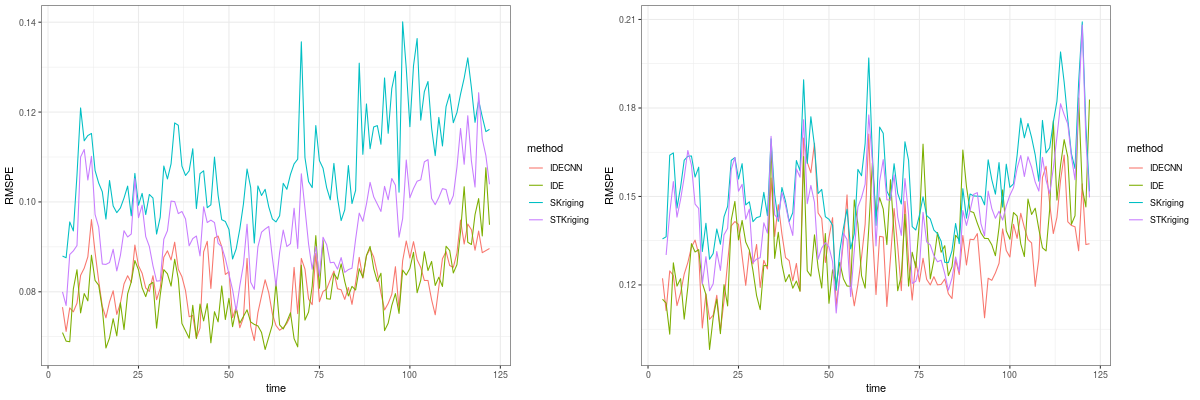 0.14
0.12
0.10
0.08
RMSPE
0 25 50 75 100 125
time
method
IDECNN
IDE
SKriging
STKriging
0.21
0.18
0.15
0.12
RMSPE
0 25 50 75 100 125
time
method
IDECNN
IDE
SKriging
STKriging